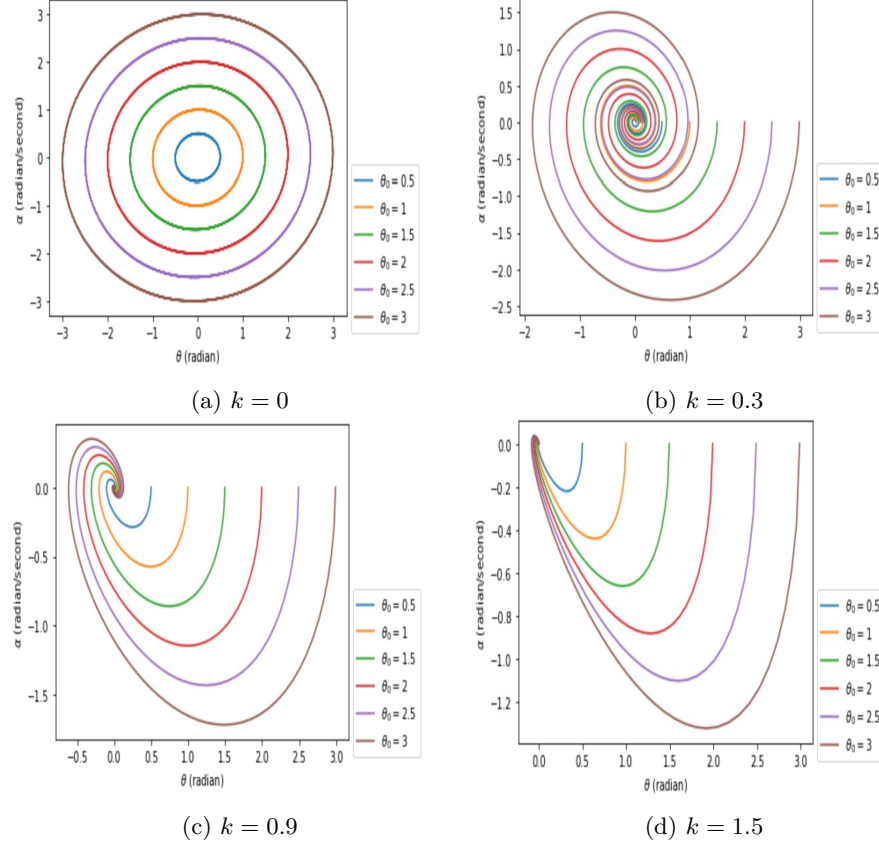 3
2
1
0
−1
−2
−3
α (radian/second)
−3 −2 −1 0 1 2 3
θ (radian)
θ₀ = 0.5
θ₀ = 1
θ₀ = 1.5
θ₀ = 2
θ₀ = 2.5
θ₀ = 3
(a) k = 0
1.5
1.0
0.5
0.0
−0.5
−1.0
−1.5
−2.0
−2.5
α (radian/second)
−2 −1 0 1 2 3
θ (radian)
θ₀ = 0.5
θ₀ = 1
θ₀ = 1.5
θ₀ = 2
θ₀ = 2.5
θ₀ = 3
(b) k = 0.3
0.0
−0.5
−1.0
−1.5
α (radian/second)
−0.5 0.0 0.5 1.0 1.5 2.0 2.5 3.0
θ (radian)
θ₀ = 0.5
θ₀ = 1
θ₀ = 1.5
θ₀ = 2
θ₀ = 2.5
θ₀ = 3
(c) k = 0.9
0.0
−0.2
−0.4
−0.6
−0.8
−1.0
−1.2
α (radian/second)
0.0 0.5 1.0 1.5 2.0 2.5 3.0
θ (radian)
θ₀ = 0.5
θ₀ = 1
θ₀ = 1.5
θ₀ = 2
θ₀ = 2.5
θ₀ = 3
(d) k = 1.5